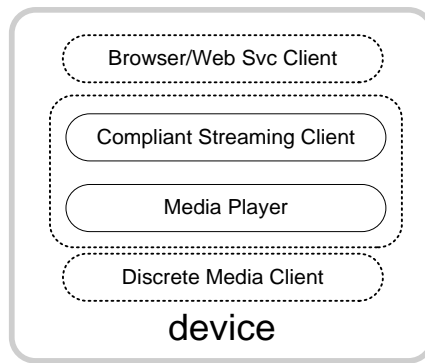 Browser/Web Svc Client
Compliant Streaming Client
Media Player
Discrete Media Client
device